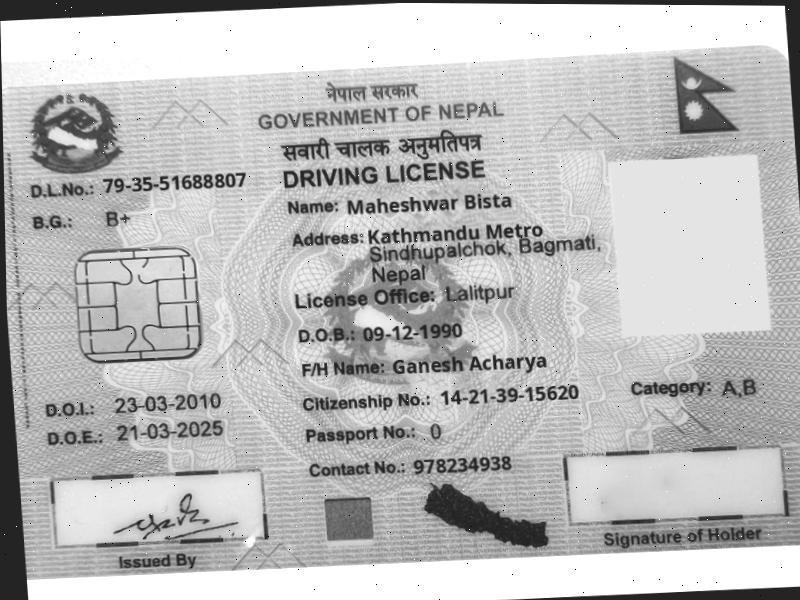 नेपाल सरकार
GOVERNMENT OF NEPAL
सवारी चालक अनुमतिपत्र
DRIVING LICENSE
D.L.No.: 79-35-51688807
B.G.: B+
Name: Maheshwar Bista
Address: Kathmandu Metro
Sindhupalchok, Bagmati,
Nepal
License Office: Lalitpur
D.O.B.: 09-12-1990
F/H Name: Ganesh Acharya
Citizenship No.: 14-21-39-15620
Category: A,B
D.O.I.: 23-03-2010
D.O.E.: 21-03-2025
Passport No.: 0
Contact No.: 978234938
Issued By
Signature of Holder